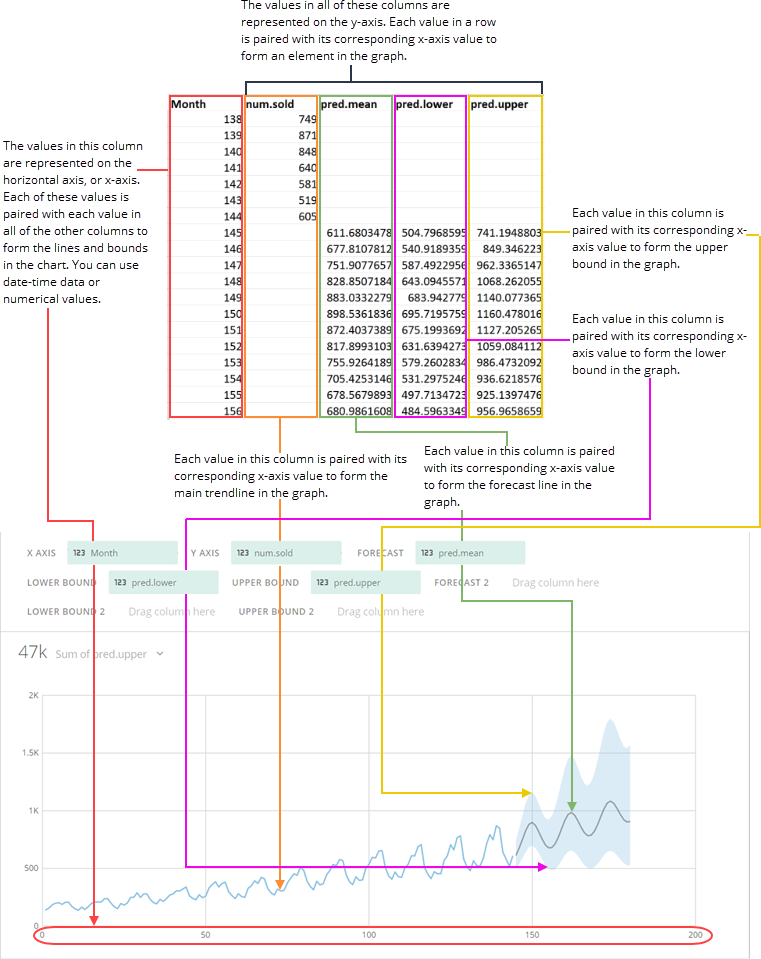 The values in all of these columns are
represented on the y-axis. Each value in a row
is paired with its corresponding x-axis value to
form an element in the graph.
Month num.sold pred.mean pred.lower pred.upper
138 749
139 871
140 848
141 640
142 581
143 519
144 605
145 611.6803478 504.7968595 741.1948803
146 677.8107812 540.9189359 849.346223
147 751.9077657 587.4922956 962.3365147
148 828.8507184 643.0945571 1068.262055
149 883.0332279 683.942779 1140.077365
150 898.5361836 695.7195759 1160.478016
151 872.4037389 675.1993692 1127.205265
152 817.8993103 631.6394273 1059.084112
153 755.9264189 579.2602834 986.4732092
154 705.4253146 531.2975246 936.6218576
155 678.5679893 497.7134723 925.1397476
156 680.9861608 484.5963349 956.9658659
The values in this column
are represented on the
horizontal axis, or x-axis.
Each of these values is
paired with each value in
all of the other columns to
form the lines and bounds
in the chart. You can use
date-time data or
numerical values.
Each value in this column is
paired with its corresponding x-
axis value to form the upper
bound in the graph.
Each value in this column is
paired with its corresponding x-
axis value to form the lower
bound in the graph.
Each value in this column is paired with its
corresponding x-axis value to form the
main trendline in the graph.
Each value in this column is paired
with its corresponding x-axis value
to form the forecast line in the
graph.
X AXIS 123 Month Y AXIS 123 num.sold FORECAST 123 pred.mean
LOWER BOUND 123 pred.lower UPPER BOUND 123 pred.upper FORECAST 2 Drag column here
LOWER BOUND 2 Drag column here UPPER BOUND 2 Drag column here
47k Sum of pred.upper
2K
1.5K
1K
500
0
0 50 100 150 200